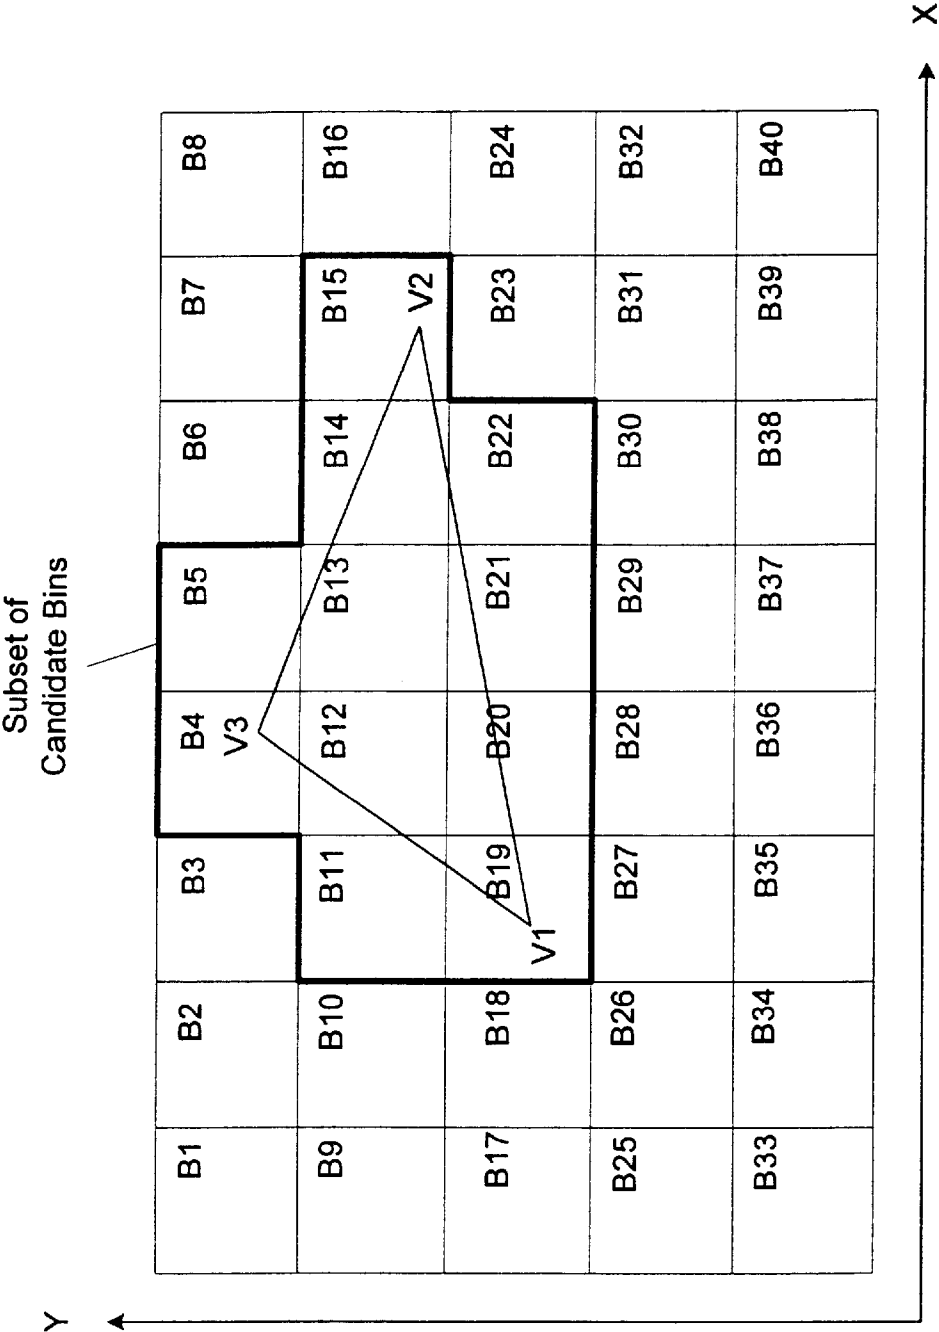 Y
Subset of
Candidate Bins
B1 B2 B3 B4 B5 B6 B7 B8
V3
B9 B10 B11 B12 B13 B14 B15 B16
V2
B17 B18 B19 B20 B21 B22 B23 B24
V1
B25 B26 B27 B28 B29 B30 B31 B32
B33 B34 B35 B36 B37 B38 B39 B40
X